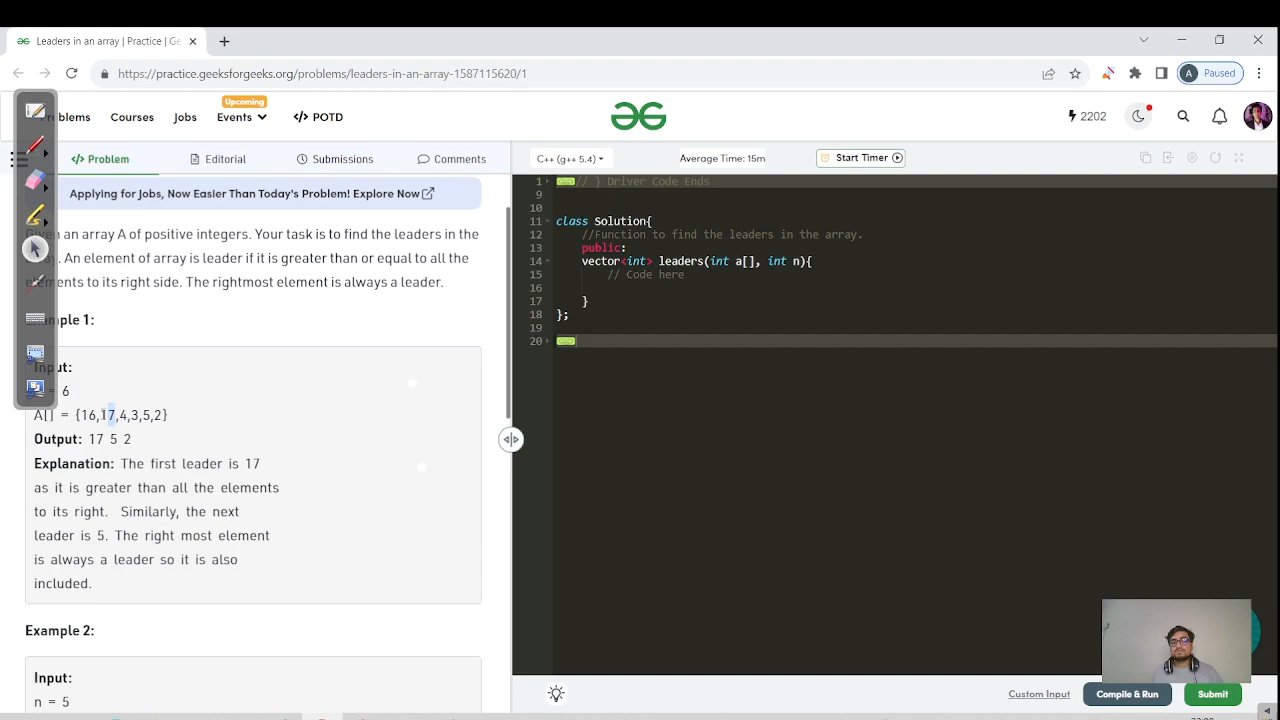 Leaders in an array | Practice | Ge
https://practice.geeksforgeeks.org/problems/leaders-in-an-array-1587115620/1
A Paused
Upcoming
oblems Courses Jobs Events </> POTD
2202
</> Problem Editorial Submissions Comments
C++ (g++ 5.4) Average Time: 15m Start Timer
Applying for Jobs, Now Easier Than Today's Problem! Explore Now
Given an array A of positive integers. Your task is to find the leaders in the
. An element of array is leader if it is greater than or equal to all the
ements to its right side. The rightmost element is always a leader.
mple 1:
Input:
= 6
A[] = {16,17,4,3,5,2}
Output: 17 5 2
Explanation: The first leader is 17
as it is greater than all the elements
to its right. Similarly, the next
leader is 5. The right most element
is always a leader so it is also
included.
Example 2:
Input:
n = 5
1 // } Driver Code Ends
9
10
11 class Solution{
12 //Function to find the leaders in the array.
13 public:
14 vector<int> leaders(int a[], int n){
15 // Code here
16
17 }
18 };
19
20
Custom Input Compile & Run Submit